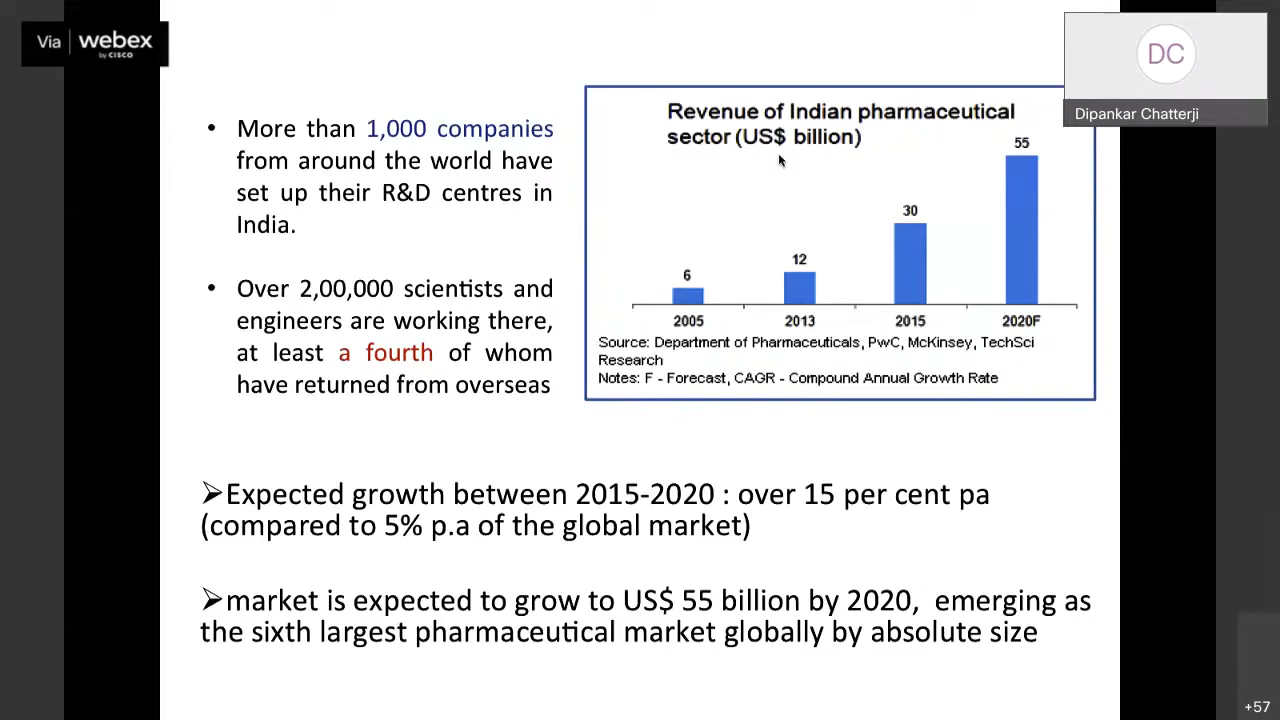 Via webex
by CISCO
DC
Dipankar Chatterji
• More than 1,000 companies
from around the world have
set up their R&D centres in
India.
• Over 2,00,000 scientists and
engineers are working there,
at least a fourth of whom
have returned from overseas
Revenue of Indian pharmaceutical
sector (US$ billion)
6
12
30
55
2005 2013 2015 2020F
Source: Department of Pharmaceuticals, PwC, McKinsey, TechSci
Research
Notes: F - Forecast, CAGR - Compound Annual Growth Rate
➢Expected growth between 2015-2020 : over 15 per cent pa
(compared to 5% p.a of the global market)
➢market is expected to grow to US$ 55 billion by 2020, emerging as
the sixth largest pharmaceutical market globally by absolute size
+57